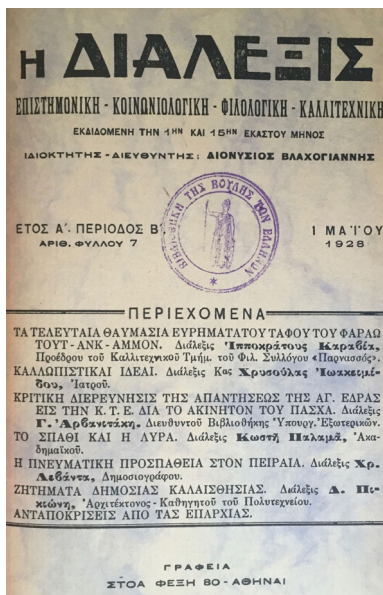 Η ΔΙΑΛΕΞΙΣ
ΕΠΙΣΤΗΜΟΝΙΚΗ - ΚΟΙΝΩΝΙΟΛΟΓΙΚΗ - ΦΙΛΟΛΟΓΙΚΗ - ΚΑΛΛΙΤΕΧΝΙΚΗ
ΕΚΔΙΔΟΜΕΝΗ ΤΗΝ 1ΗΝ ΚΑΙ 15ΗΝ ΕΚΑΣΤΟΥ ΜΗΝΟΣ
ΙΔΙΟΚΤΗΤΗΣ - ΔΙΕΥΘΥΝΤΗΣ: ΔΙΟΝΥΣΙΟΣ ΒΛΑΧΟΓΙΑΝΝΗΣ
ΒΙΒΛΙΟΘΗΚΗ ΤΗΣ ΒΟΥΛΗΣ ΤΩΝ ΕΛΛΗΝΩΝ
ΕΤΟΣ Α΄. ΠΕΡΙΟΔΟΣ Β΄.
ΑΡΙΘ. ΦΥΛΛΟΥ 7
1 ΜΑΪΟΥ
1928
ΠΕΡΙΕΧΟΜΕΝΑ
ΤΑ ΤΕΛΕΥΤΑΙΑ ΘΑΥΜΑΣΙΑ ΕΥΡΗΜΑΤΑ ΤΟΥ ΤΑΦΟΥ ΤΟΥ ΦΑΡΑΩ
ΤΟΥΤ - ΑΝΚ - ΑΜΜΟΝ. Διάλεξις Ἱπποκράτους Καραβία,
Προέδρου τοῦ Καλλιτεχνικοῦ Τμήμ. τοῦ Φιλ. Συλλόγου «Παρνασσός».
ΚΑΛΛΩΠΙΣΤΙΚΑΙ ΙΔΕΑΙ. Διάλεξις Κας Χρυσούλας Ἰωακειμί-
δου, Ἰατροῦ.
ΚΡΙΤΙΚΗ ΔΙΕΡΕΥΝΗΣΙΣ ΤΗΣ ΑΠΑΝΤΗΣΕΩΣ ΤΗΣ ΑΓ. ΕΔΡΑΣ
ΕΙΣ ΤΗΝ Κ.Τ.Ε. ΔΙΑ ΤΟ ΑΚΙΝΗΤΟΝ ΤΟΥ ΠΑΣΧΑ. Διάλεξις
Γ. Ἀρβανιτάκη, Διευθυντοῦ Βιβλιοθήκης Ὑπουργ. Ἐξωτερικῶν.
ΤΟ ΣΠΑΘΙ ΚΑΙ Η ΛΥΡΑ. Διάλεξις Κωστῆ Παλαμᾶ, Ἀκα-
δημαϊκοῦ.
Η ΠΝΕΥΜΑΤΙΚΗ ΠΡΟΣΠΑΘΕΙΑ ΣΤΟΝ ΠΕΙΡΑΙΑ. Διάλεξις Χρ.
Λεβάντα, Δημοσιογράφου.
ΖΗΤΗΜΑΤΑ ΔΗΜΟΣΙΑΣ ΚΑΛΑΙΣΘΗΣΙΑΣ. Διάλεξις Δ. Πι-
κιώνη, Ἀρχιτέκτονος - Καθηγητοῦ τοῦ Πολυτεχνείου.
ΑΝΤΑΠΟΚΡΙΣΕΙΣ ΑΠΟ ΤΑΣ ΕΠΑΡΧΙΑΣ.
ΓΡΑΦΕΙΑ
ΣΤΟΑ ΦΕΞΗ 80 - ΑΘΗΝΑΙ